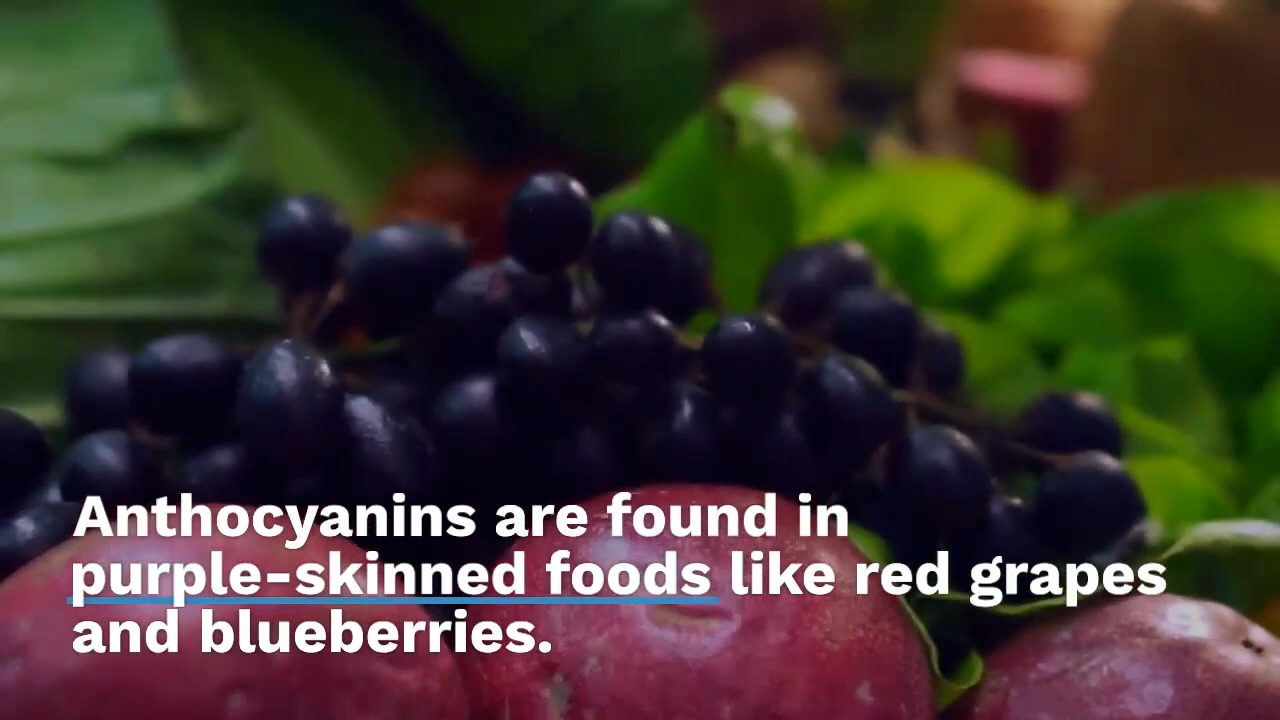 Anthocyanins are found in
purple-skinned foods like red grapes
and blueberries.